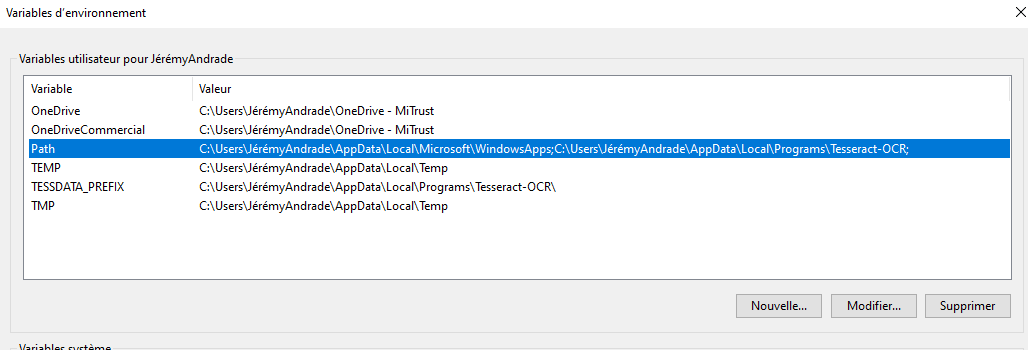 Variables d'environnement
Variables utilisateur pour JérémyAndrade
Variable Valeur
OneDrive C:\Users\JérémyAndrade\OneDrive - MiTrust
OneDriveCommercial C:\Users\JérémyAndrade\OneDrive - MiTrust
Path C:\Users\JérémyAndrade\AppData\Local\Microsoft\WindowsApps;C:\Users\JérémyAndrade\AppData\Local\Programs\Tesseract-OCR;
TEMP C:\Users\JérémyAndrade\AppData\Local\Temp
TESSDATA_PREFIX C:\Users\JérémyAndrade\AppData\Local\Programs\Tesseract-OCR\
TMP C:\Users\JérémyAndrade\AppData\Local\Temp
Nouvelle... Modifier... Supprimer
Variables système